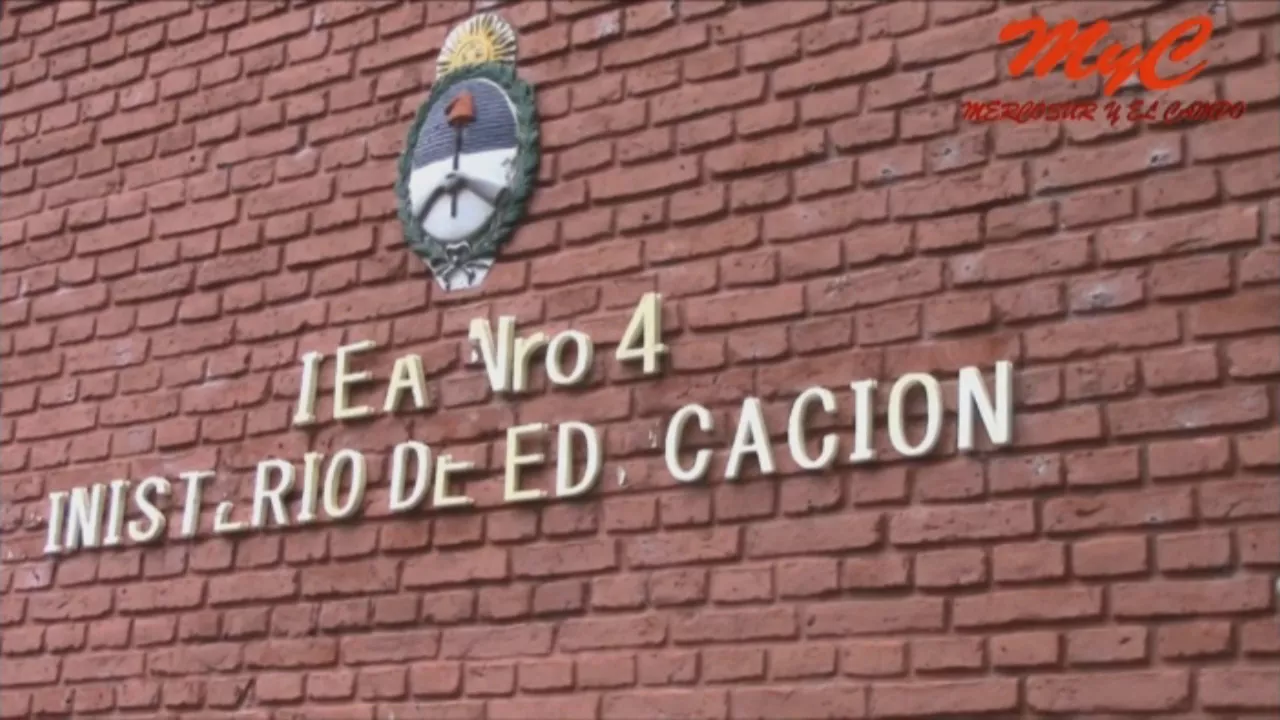 MyC
MERCOSUR Y EL CAMPO
IEA Nro 4
INISTERIO DE ED CACION